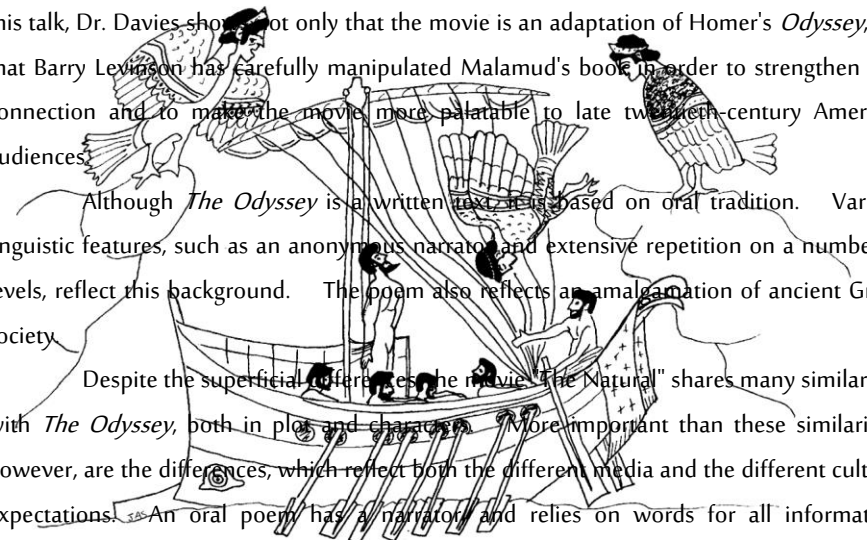 his talk, Dr. Davies shows not only that the movie is an adaptation of Homer's Odyssey,
hat Barry Levinson has carefully manipulated Malamud's book in order to strengthen
onnection and to make the movie more palatable to late twentieth-century Amer
udiences.
Although The Odyssey is a written text, it is based on oral tradition. Var
nguistic features, such as an anonymous narrator and extensive repetition on a numbe
evels, reflect this background. The poem also reflects an amalgamation of ancient G
ociety.
Despite the superficial differences, the movie "The Natural" shares many similar
with The Odyssey, both in plot and characters. More important than these similari
owever, are the differences, which reflect both the different media and the different cult
xpectations. An oral poem has a narrator, and relies on words for all informat
JAS